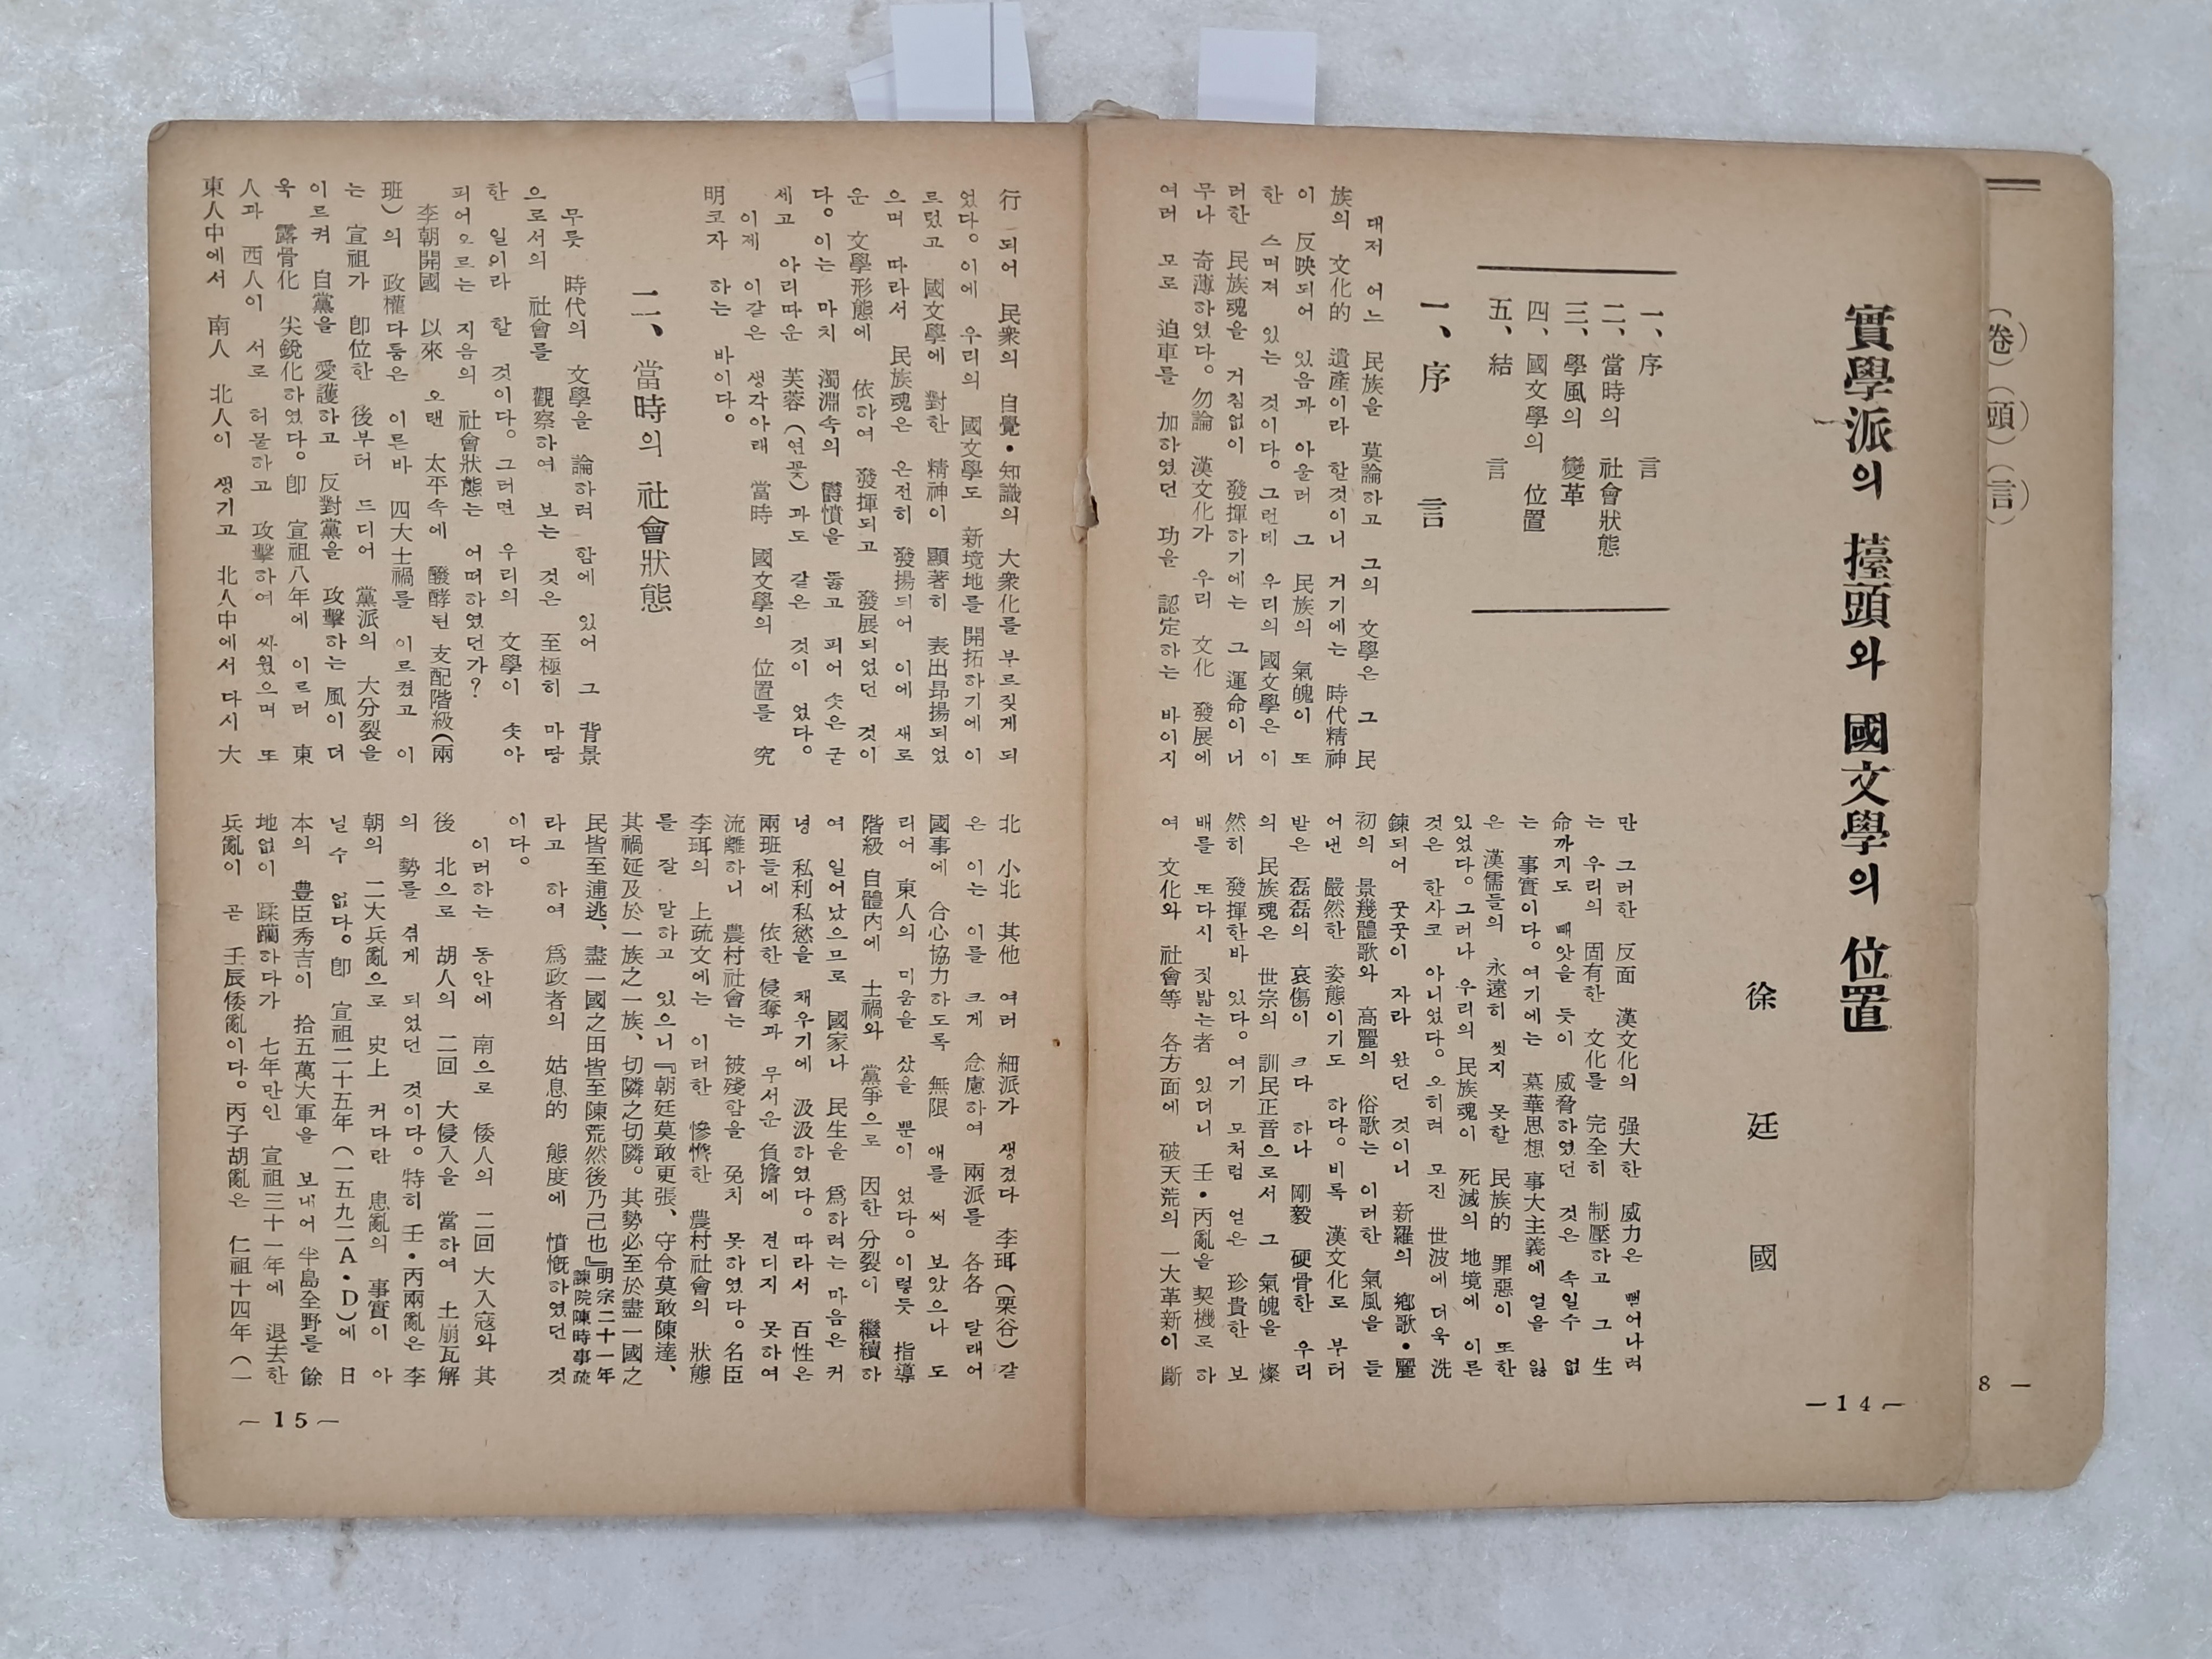 (卷)(頭)(言)
8 —
實學派의 擡頭와 國文學의 位置
徐廷國
一、序言
二、當時의 社會狀態
三、學風의 變革
四、國文學의 位置
五、結言
一、序言
대저 어느 民族을 莫論하고 그의 文學은 그 民
族의 文化的 遺產이라 할것이니 거기에는 時代精神
이 反映되어 있음과 아울러 그 民族의 氣魄이 또
한 스며져 있는 것이다。그런데 우리의 國文學은 이
러한 民族魂을 거침없이 發揮하기에는 그 運命이 너
무나 奇薄하였다。勿論 漢文化가 우리 文化 發展에
여러 모로 迫車를 加하였던 功을 認定하는 바이지
만 그러한 反面 漢文化의 强大한 威力은 뻗어나려
는 우리의 固有한 文化를 完全히 制壓하고 그 生
命까지도 빼앗을 듯이 威脅하였던 것은 속일수 없
는 事實이다。여기에는 慕華思想 事大主義에 얼을 잃
은 漢儒들의 永遠히 씻지 못할 民族的 罪惡이 또한
있었다。그러나 우리의 民族魂이 死滅의 地境에 이른
것은 한사코 아니었다。오히려 모진 世波에 더욱 洗
鍊되어 꿋꿋이 자라 왔던 것이니 新羅의 鄕歌・麗
初의 景幾體歌와 高麗의 俗歌는 이러한 氣風을 들
어낸 嚴然한 姿態이기도 하다。비록 漢文化로 부터
받은 磊磊의 哀傷이 크다 하나 剛毅 硬骨한 우리
의 民族魂은 世宗의 訓民正音으로서 그 氣魄을 燦
然히 發揮한바 있다。여기 모처럼 얻은 珍貴한 보
배를 또다시 짓밟는者 있더니 壬・丙亂을 契機로 하
여 文化와 社會等 各方面에 破天荒의 一大革新이 斷
—14—
行되어 民衆의 自覺・知識의 大衆化를 부르짖게 되
었다。이에 우리의 國文學도 新境地를 開拓하기에 이
르렀고 國文學에 對한 精神이 顯著히 表出昻揚되었
으며 따라서 民族魂은 온전히 發揚되어 이에 새로
운 文學形態에 依하여 發揮되고 發展되었던 것이
다。이는 마치 濁淵속의 欝憤을 뚫고 피어 솟은 굳
세고 아리따운 芙蓉(연꽃)과도 같은 것이 었다。
이제 이같은 생각아래 當時 國文學의 位置를 究
明코자 하는 바이다。
二、當時의 社會狀態
무릇 時代의 文學을 論하려 함에 있어 그 背景
으로서의 社會를 觀察하여 보는 것은 至極히 마땅
한 일이라 할 것이다。그러면 우리의 文學이 솟아
피어오르는 지음의 社會狀態는 어떠하였던가?
李朝開國 以來 오랜 太平속에 醱酵된 支配階級(兩
班)의 政權다툼은 이른바 四大士禍를 이르켰고 이
는 宣祖가 卽位한 後부터 드디어 黨派의 大分裂을
이르켜 自黨을 愛護하고 反對黨을 攻擊하는 風이 더
욱 露骨化 尖銳化하였다。卽 宣祖八年에 이르러 東
人과 西人이 서로 허물하고 攻擊하여 싸웠으며 또
東人中에서 南人 北人이 생기고 北人中에서 다시 大
北 小北 其他 여러 細派가 생겼다 李珥(栗谷)같
은 이는 이를 크게 念慮하여 兩派를 各各 달래어
國事에 合心協力하도록 無限 애를 써 보았으나 도
리어 東人의 미움을 샀을 뿐이 었다。이렇듯 指導
階級 自體內에 士禍와 黨爭으로 因한 分裂이 繼續하
여 일어났으므로 國家나 民生을 爲하려는 마음은 커
녕 私利私慾을 채우기에 汲汲하였다。따라서 百性은
兩班들에 依한 侵奪과 무서운 負擔에 견디지 못하여
流離하니 農村社會는 被殘함을 免치 못하였다。名臣
李珥의 上疏文에는 이러한 慘憺한 農村社會의 狀態
를 잘 말하고 있으니『朝廷莫敢更張、守令莫敢陳達、
其禍延及於一族之一族、切隣之切隣。其勢必至於盡一國之
民皆至逋逃、盡一國之田皆至陳荒然後乃己也』明宗二十一年
諫院陳時事疏
라고 하여 爲政者의 姑息的 態度에 憤慨하였던 것
이다。
이러하는 동안에 南으로 倭人의 二回 大入寇와 其
後 北으로 胡人의 二回 大侵入을 當하여 土崩瓦解
의 勢를 겪게 되었던 것이다。特히 壬・丙兩亂은 李
朝의 二大兵亂으로 史上 커다란 患亂의 事實이 아
닐 수 없다。卽 宣祖二十五年(一五九二A・D)에 日
本의 豊臣秀吉이 拾五萬大軍을 보내어 半島全野를 餘
地없이 蹂躪하다가 七年만인 宣祖三十一年에 退去한
兵亂이 곧 壬辰倭亂이다。丙子胡亂은 仁祖十四年(一
—15—